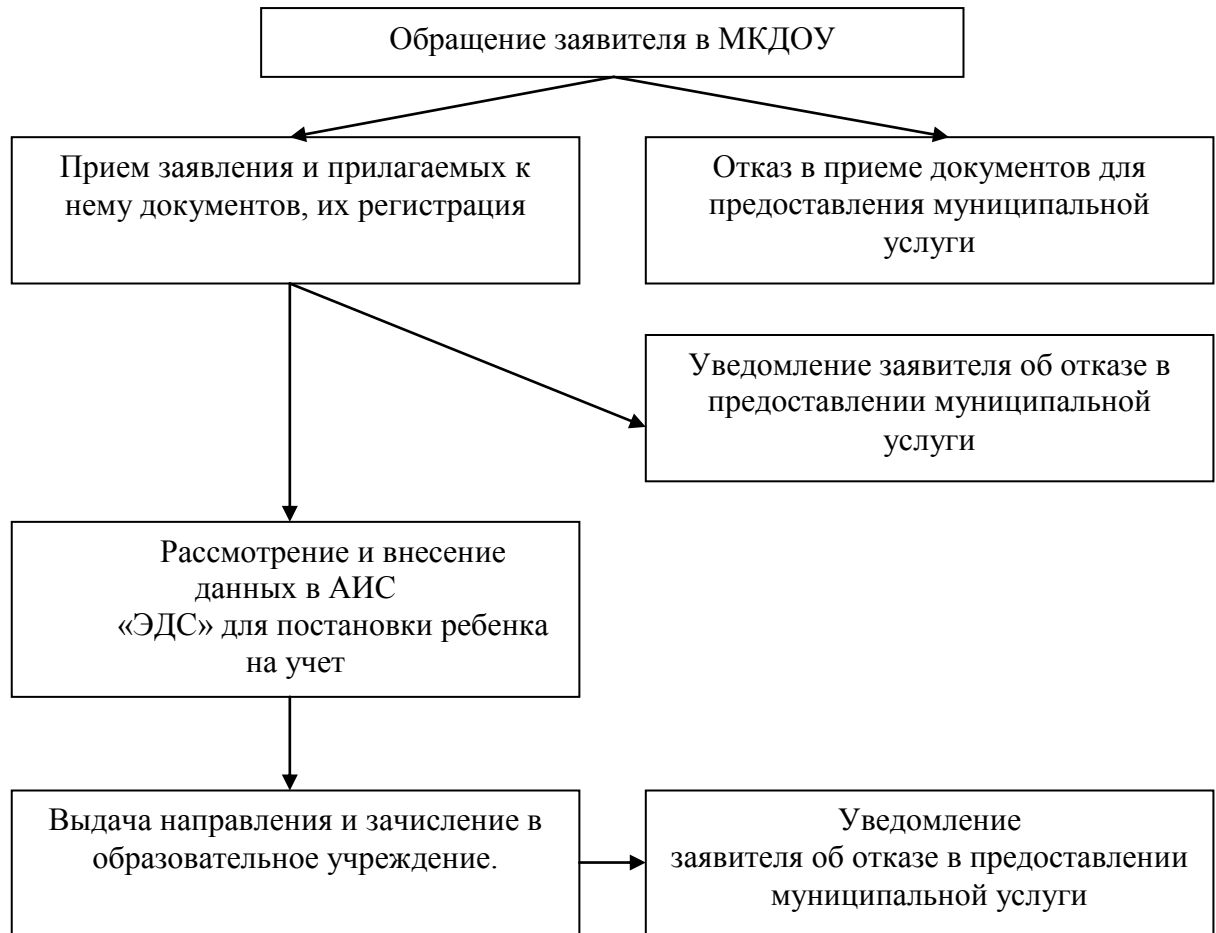 Обращение заявителя в МКДОУ
Прием заявления и прилагаемых к
нему документов, их регистрация
Отказ в приеме документов для
предоставления муниципальной
услуги
Уведомление заявителя об отказе в
предоставлении муниципальной
услуги
Рассмотрение и внесение
данных в АИС
«ЭДС» для постановки ребенка
на учет
Выдача направления и зачисление в
образовательное учреждение.
Уведомление
заявителя об отказе в предоставлении
муниципальной услуги